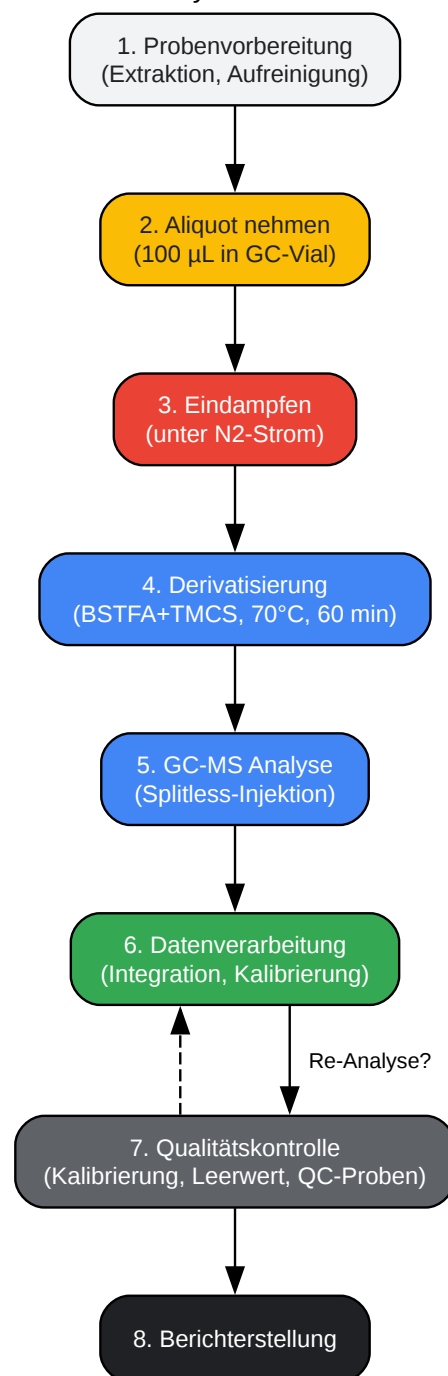 1. Probenvorbereitung
(Extraktion, Aufreinigung)
2. Aliquot nehmen
(100 µL in GC-Vial)
3. Eindampfen
(unter N2-Strom)
4. Derivatisierung
(BSTFA+TMCS, 70°C, 60 min)
5. GC-MS Analyse
(Splitless-Injektion)
6. Datenverarbeitung
(Integration, Kalibrierung)
Re-Analyse?
7. Qualitätskontrolle
(Kalibrierung, Leerwert, QC-Proben)
8. Berichterstellung